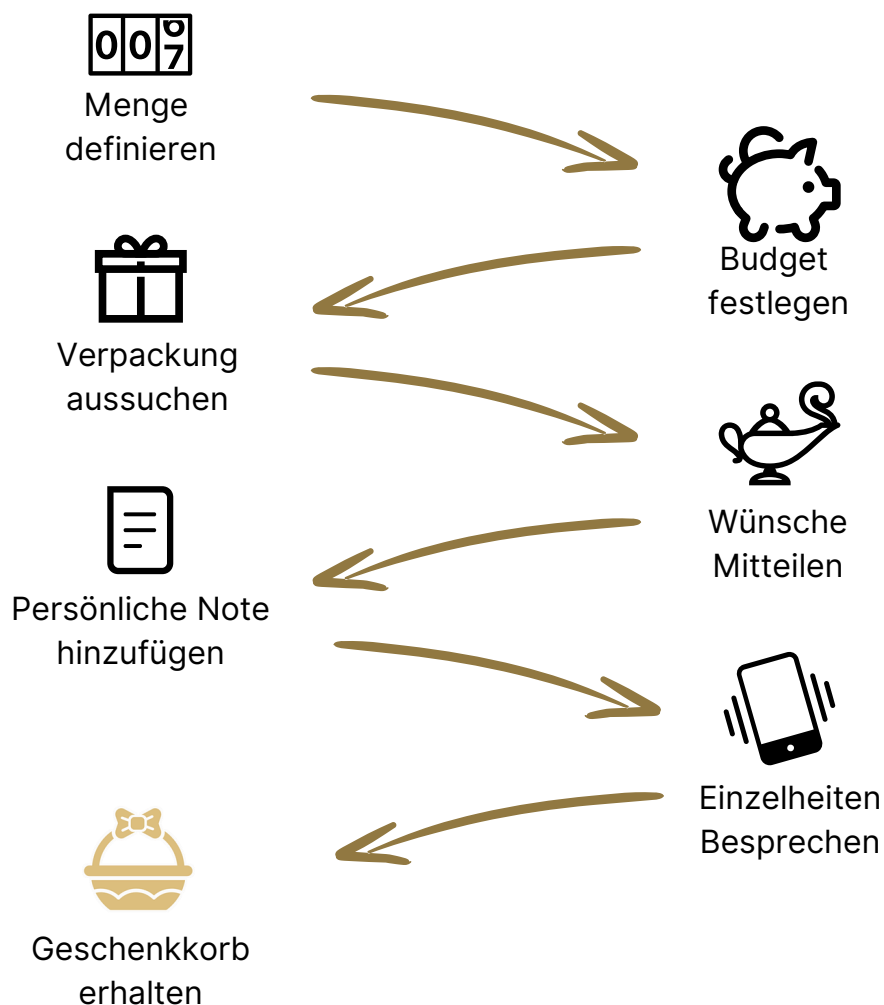 007
Menge
definieren
Budget
festlegen
Verpackung
aussuchen
Wünsche
Mitteilen
Persönliche Note
hinzufügen
Einzelheiten
Besprechen
Geschenkkorb
erhalten